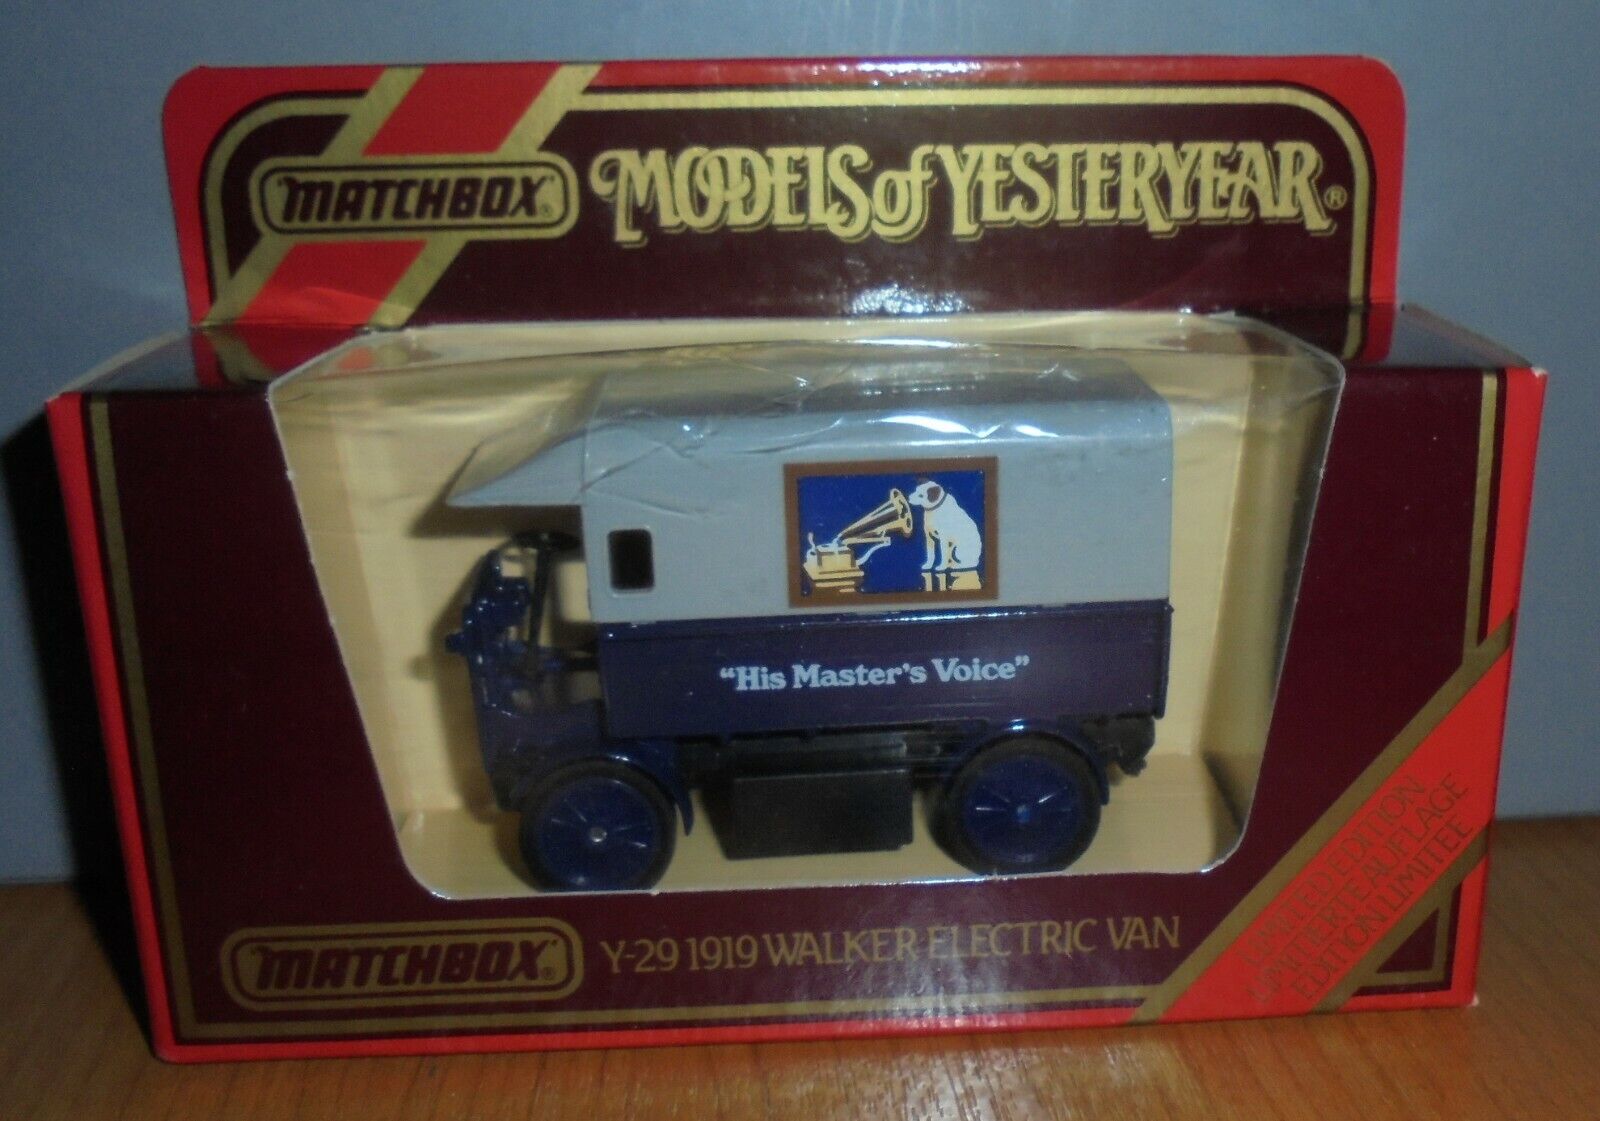 MATCHBOX®
MODELS of YESTERYEAR®
"His Master's Voice"
MATCHBOX®
Y-29 1919 WALKER ELECTRIC VAN
LIMITED EDITION
LIMITIERTE AUFLAGE
EDITION LIMITEE